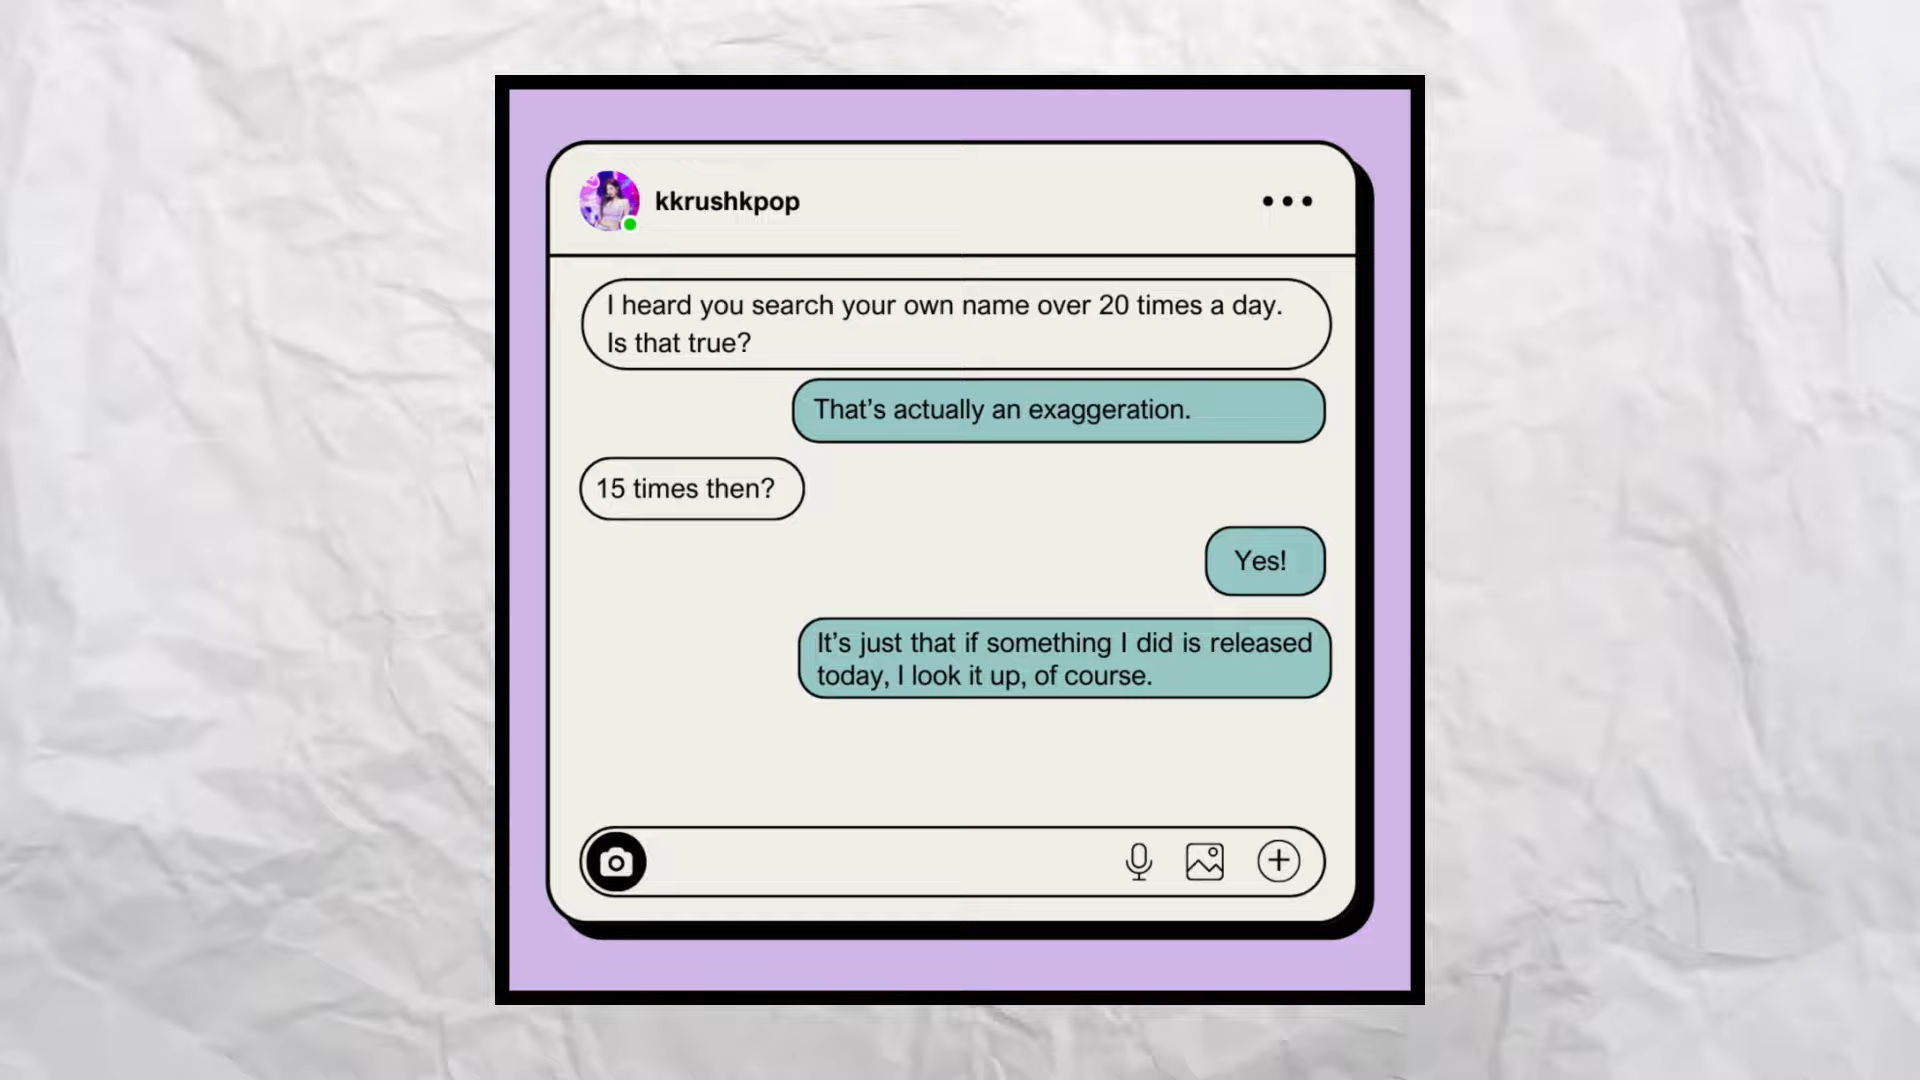 kkrushkpop
I heard you search your own name over 20 times a day.
Is that true?
That’s actually an exaggeration.
15 times then?
Yes!
It’s just that if something I did is released
today, I look it up, of course.